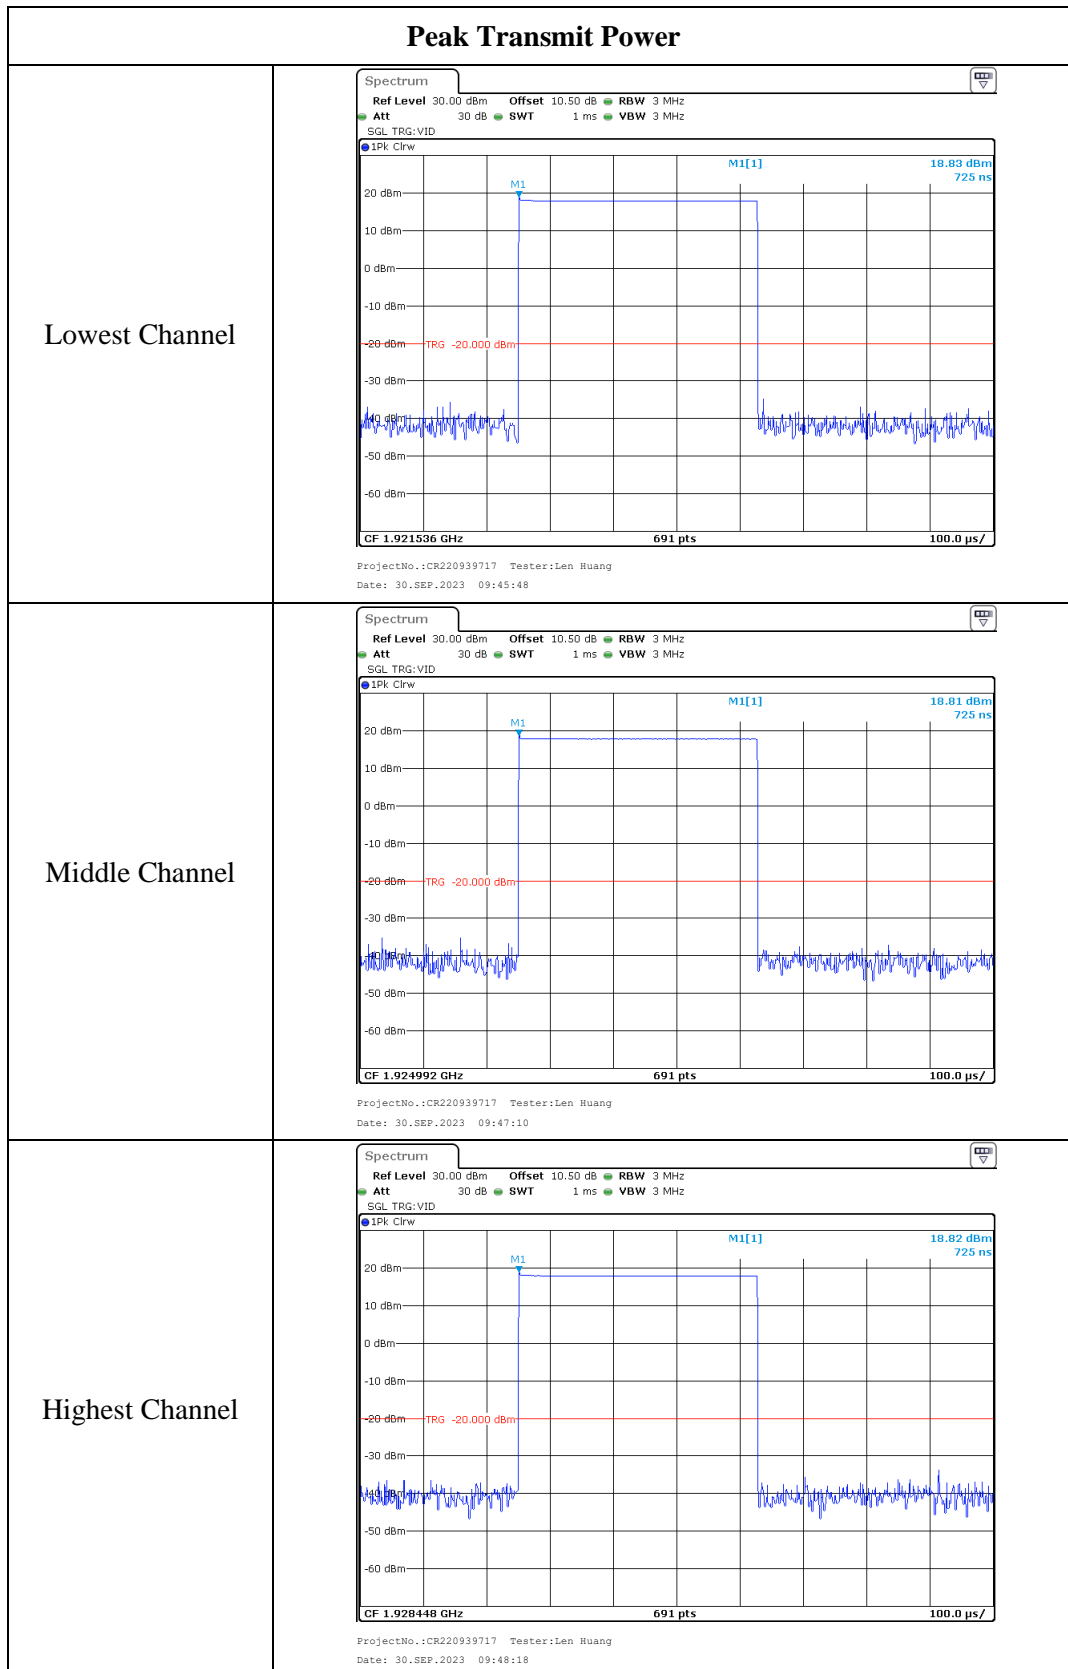 Peak Transmit Power
Lowest Channel
Spectrum
Ref Level 30.00 dBm Offset 10.50 dB RBW 3 MHz
Att 30 dB SWT 1 ms VBW 3 MHz
SGL TRG:VID
1Pk Clrw
M1[1] 18.83 dBm
725 ns
M1
20 dBm
10 dBm
0 dBm
-10 dBm
-20 dBm TRG -20.000 dBm
-30 dBm
-40 dBm
-50 dBm
-60 dBm
CF 1.921536 GHz 691 pts 100.0 µs/
ProjectNo.:CR220939717 Tester:Len Huang
Date: 30.SEP.2023 09:45:48
Middle Channel
Spectrum
Ref Level 30.00 dBm Offset 10.50 dB RBW 3 MHz
Att 30 dB SWT 1 ms VBW 3 MHz
SGL TRG:VID
1Pk Clrw
M1[1] 18.81 dBm
725 ns
M1
20 dBm
10 dBm
0 dBm
-10 dBm
-20 dBm TRG -20.000 dBm
-30 dBm
-40 dBm
-50 dBm
-60 dBm
CF 1.924992 GHz 691 pts 100.0 µs/
ProjectNo.:CR220939717 Tester:Len Huang
Date: 30.SEP.2023 09:47:10
Highest Channel
Spectrum
Ref Level 30.00 dBm Offset 10.50 dB RBW 3 MHz
Att 30 dB SWT 1 ms VBW 3 MHz
SGL TRG:VID
1Pk Clrw
M1[1] 18.82 dBm
725 ns
M1
20 dBm
10 dBm
0 dBm
-10 dBm
-20 dBm TRG -20.000 dBm
-30 dBm
-40 dBm
-50 dBm
-60 dBm
CF 1.928448 GHz 691 pts 100.0 µs/
ProjectNo.:CR220939717 Tester:Len Huang
Date: 30.SEP.2023 09:48:18